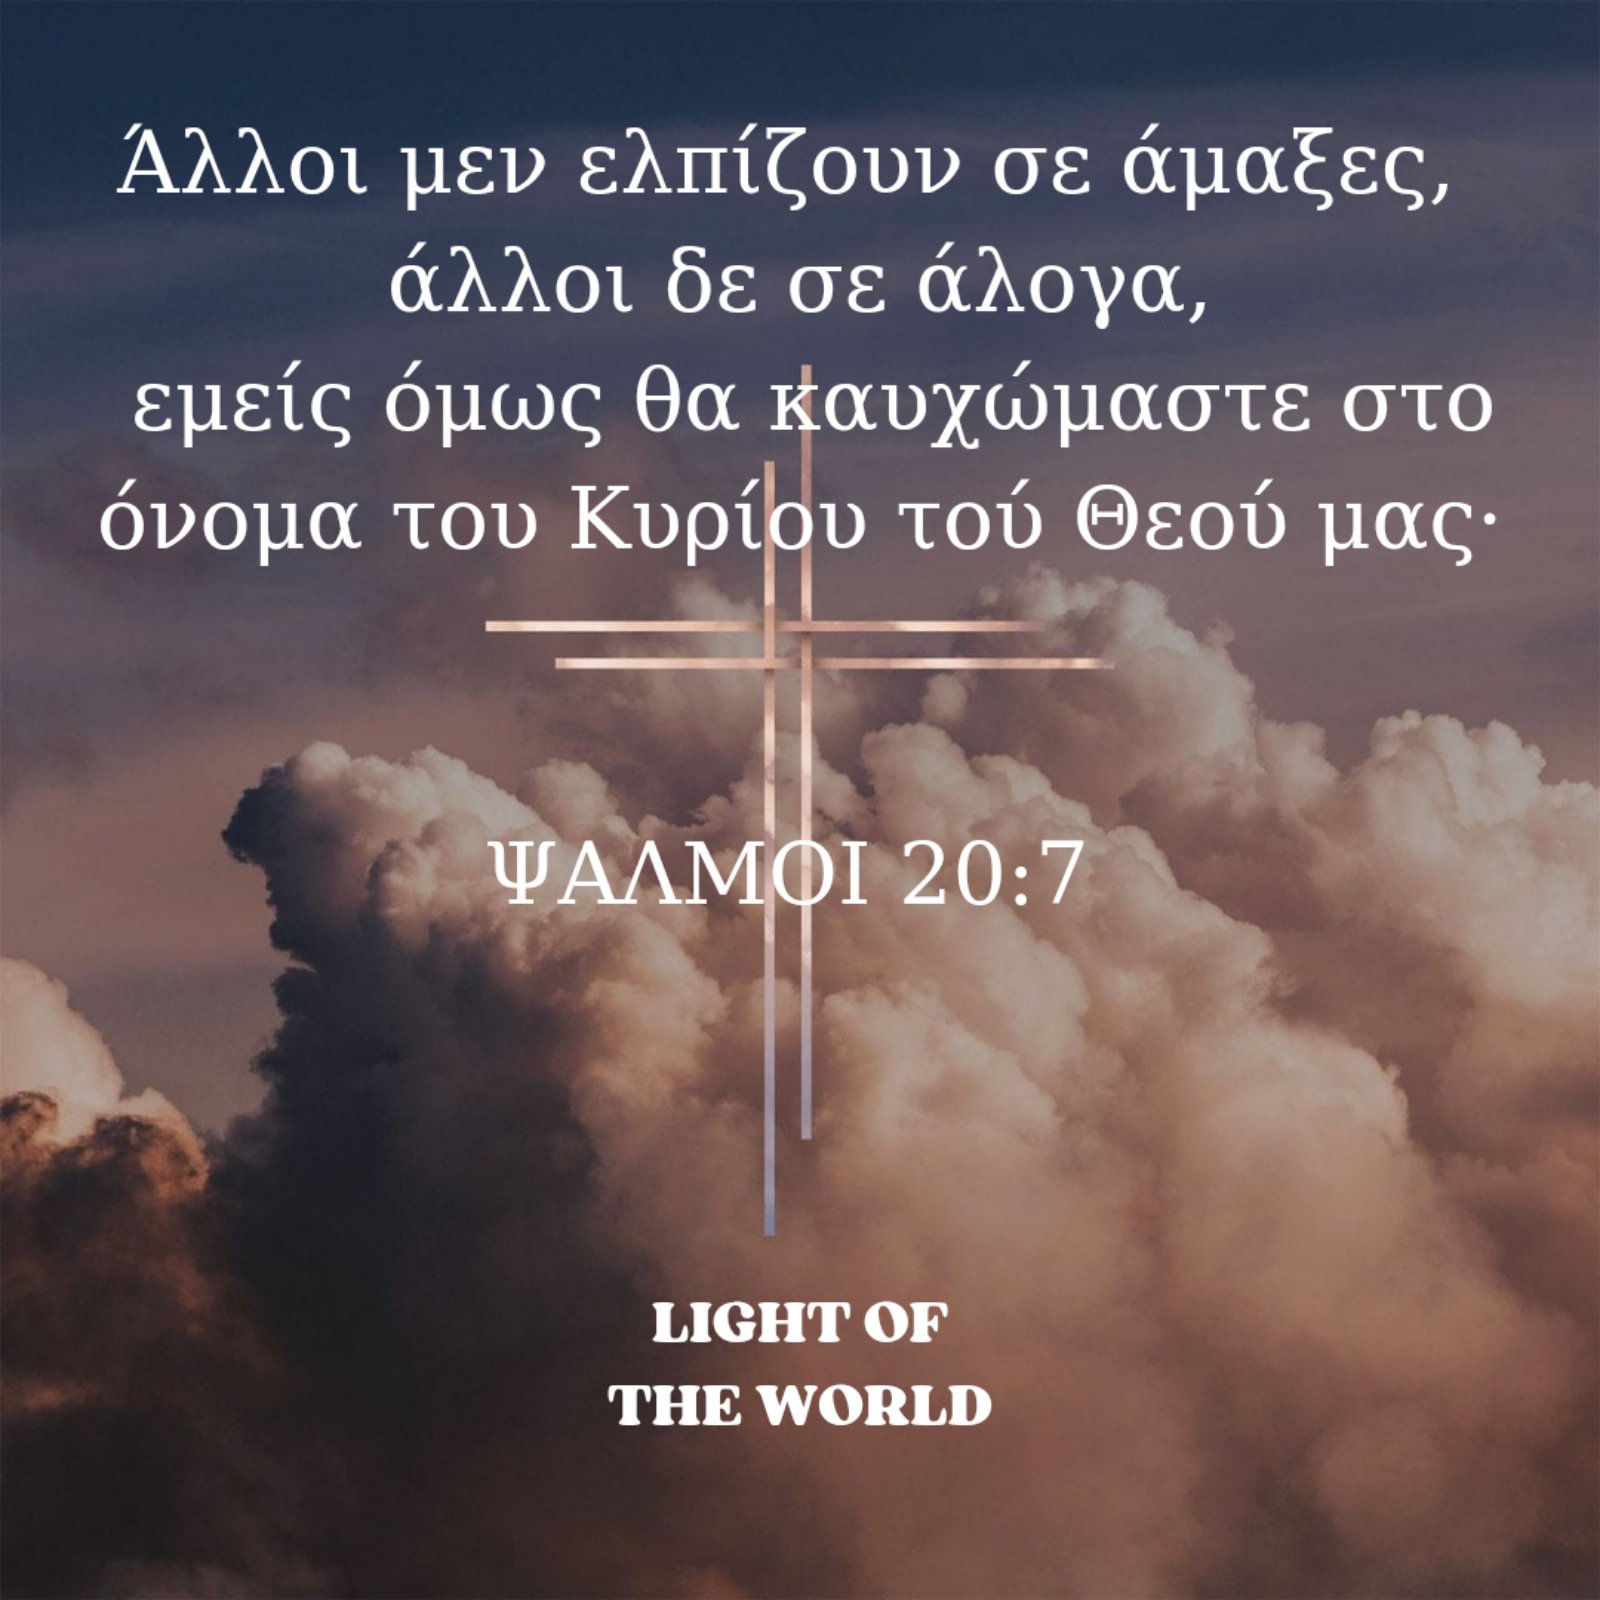 Άλλοι μεν ελπίζουν σε άμαξες,
άλλοι δε σε άλογα,
εμείς όμως θα καυχώμαστε στο
όνομα του Κυρίου τού Θεού μας·
ΨΑΛΜΟΙ 20:7
LIGHT OF
THE WORLD